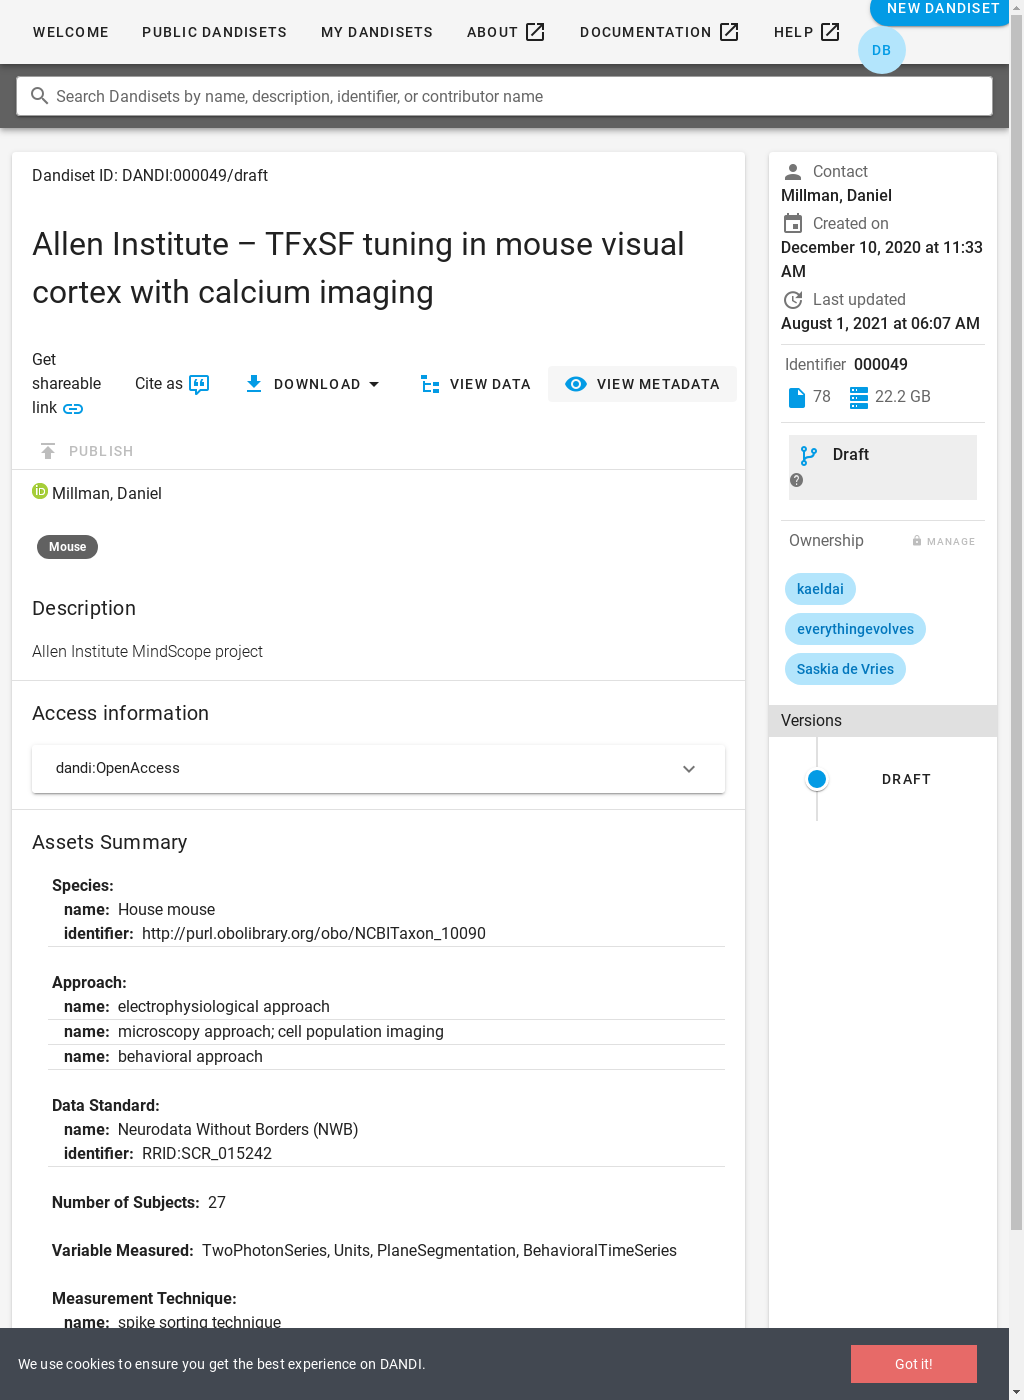 WELCOME
PUBLIC DANDISETS
MY DANDISETS
ABOUT
DOCUMENTATION
HELP
NEW DANDISET
DB
Search Dandisets by name, description, identifier, or contributor name
Dandiset ID: DANDI:000049/draft
Allen Institute – TFxSF tuning in mouse visual
cortex with calcium imaging
Get
shareable
link
Cite as
DOWNLOAD
VIEW DATA
VIEW METADATA
PUBLISH
iD
Millman, Daniel
Mouse
Description
Allen Institute MindScope project
Access information
dandi:OpenAccess
Assets Summary
Species:
name: House mouse
identifier: http://purl.obolibrary.org/obo/NCBITaxon_10090
Approach:
name: electrophysiological approach
name: microscopy approach; cell population imaging
name: behavioral approach
Data Standard:
name: Neurodata Without Borders (NWB)
identifier: RRID:SCR_015242
Number of Subjects: 27
Variable Measured: TwoPhotonSeries, Units, PlaneSegmentation, BehavioralTimeSeries
Measurement Technique:
name: spike sorting technique
Contact
Millman, Daniel
Created on
December 10, 2020 at 11:33
AM
Last updated
August 1, 2021 at 06:07 AM
Identifier 000049
78
22.2 GB
Draft
?
Ownership
MANAGE
kaeldai
everythingevolves
Saskia de Vries
Versions
DRAFT
We use cookies to ensure you get the best experience on DANDI.
Got it!